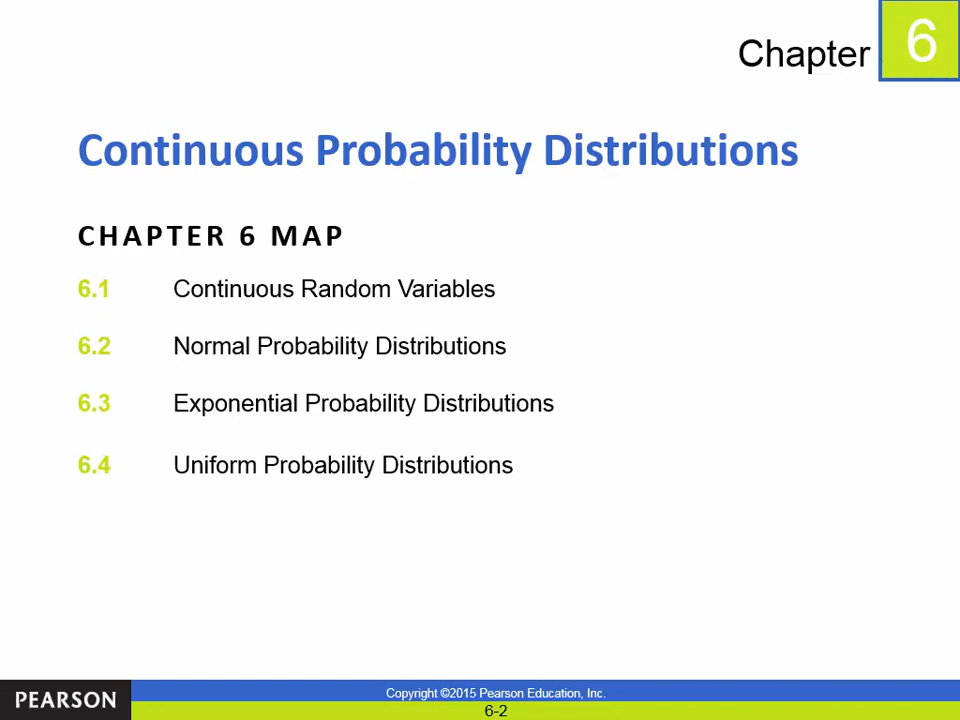 Chapter 6
Continuous Probability Distributions
CHAPTER 6 MAP
6.1 Continuous Random Variables
6.2 Normal Probability Distributions
6.3 Exponential Probability Distributions
6.4 Uniform Probability Distributions
PEARSON
Copyright ©2015 Pearson Education, Inc.
6-2